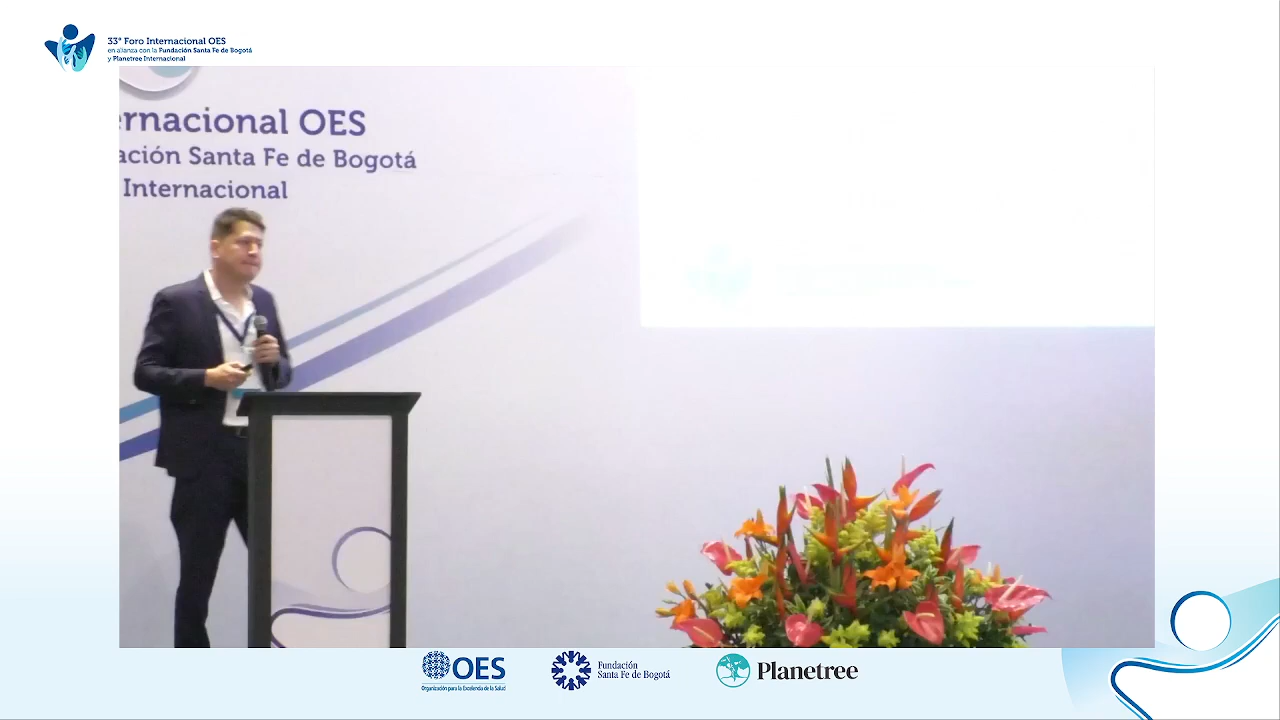 33° Foro Internacional OES
en alianza con la Fundación Santa Fe de Bogotá
y Planetree Internacional
ernacional OES
ación Santa Fe de Bogotá
Internacional
OES
Organización para la Excelencia de la Salud
Fundación
Santa Fe de Bogotá
Planetree